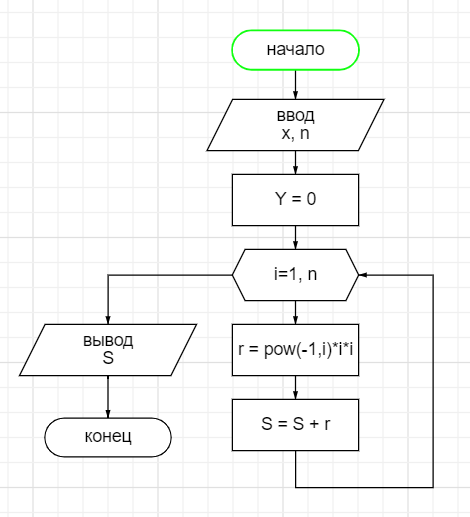 начало
ввод
x, n
Y = 0
i=1, n
r = pow(-1,i)*i*i
S = S + r
вывод
S
конец